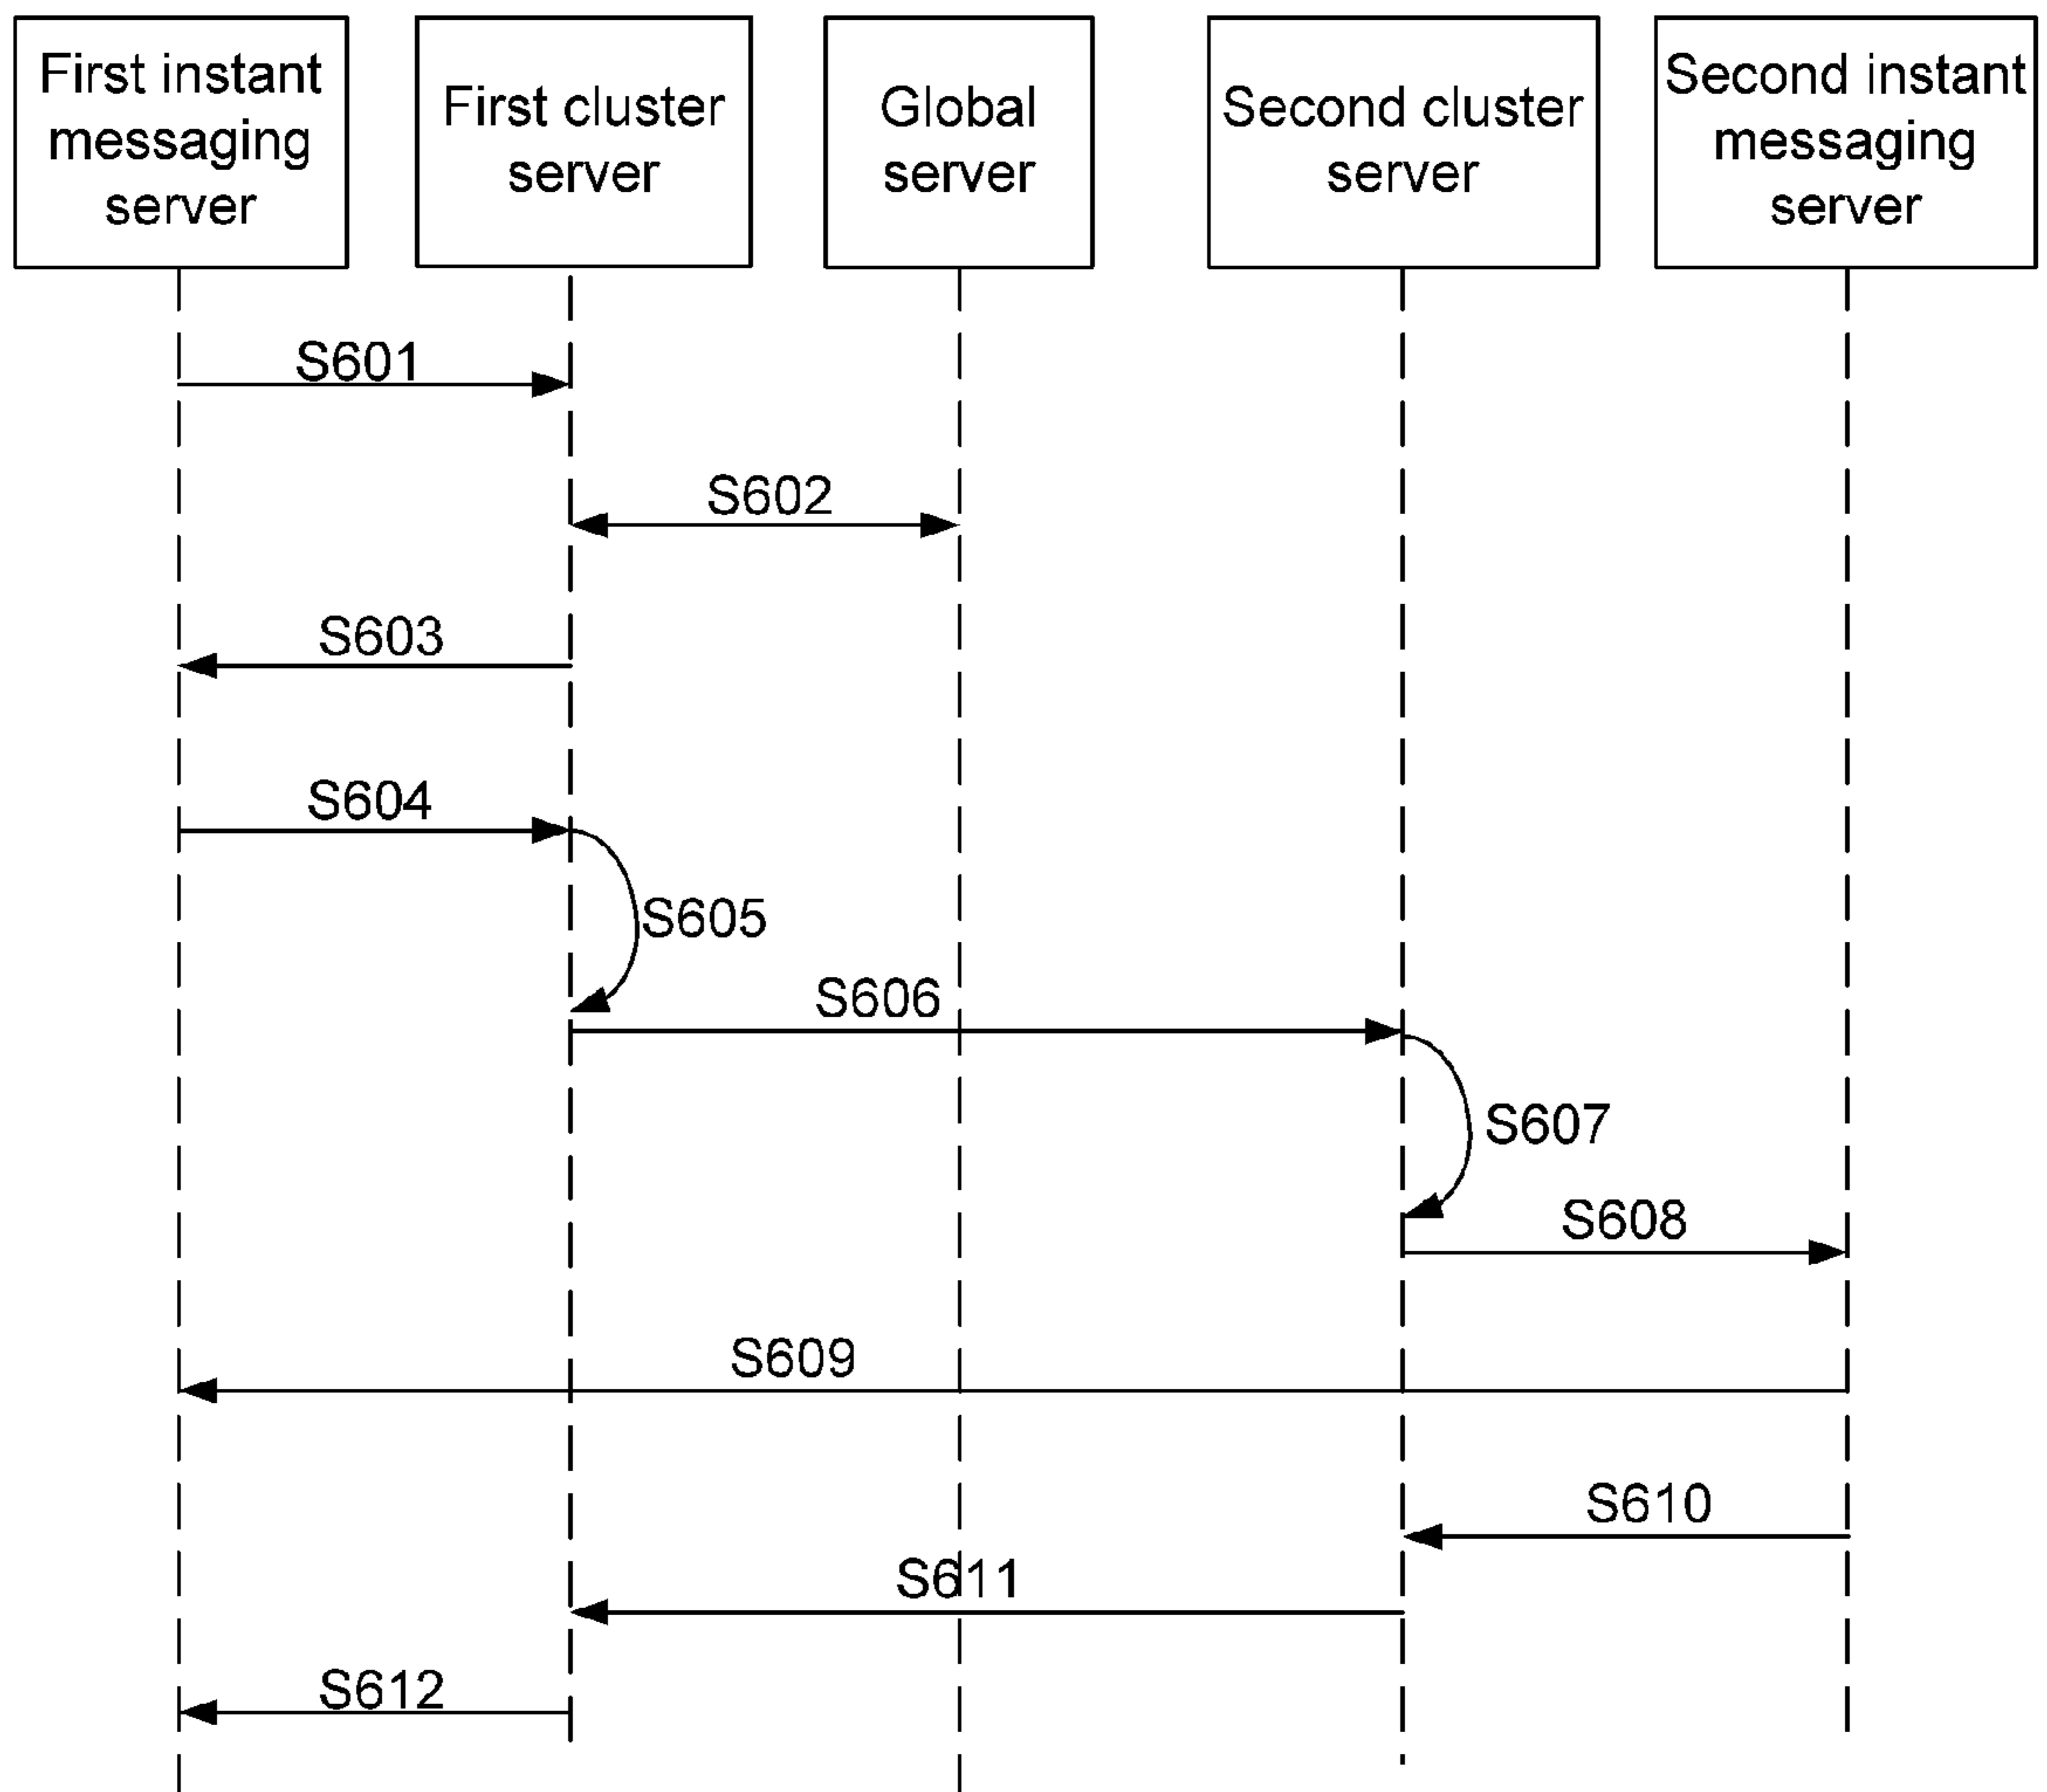 First instant
messaging
server
First cluster
server
Global
server
Second cluster
server
Second instant
messaging
server
S601
S602
S603
S604
S605
S606
S607
S608
S609
S610
S611
S612